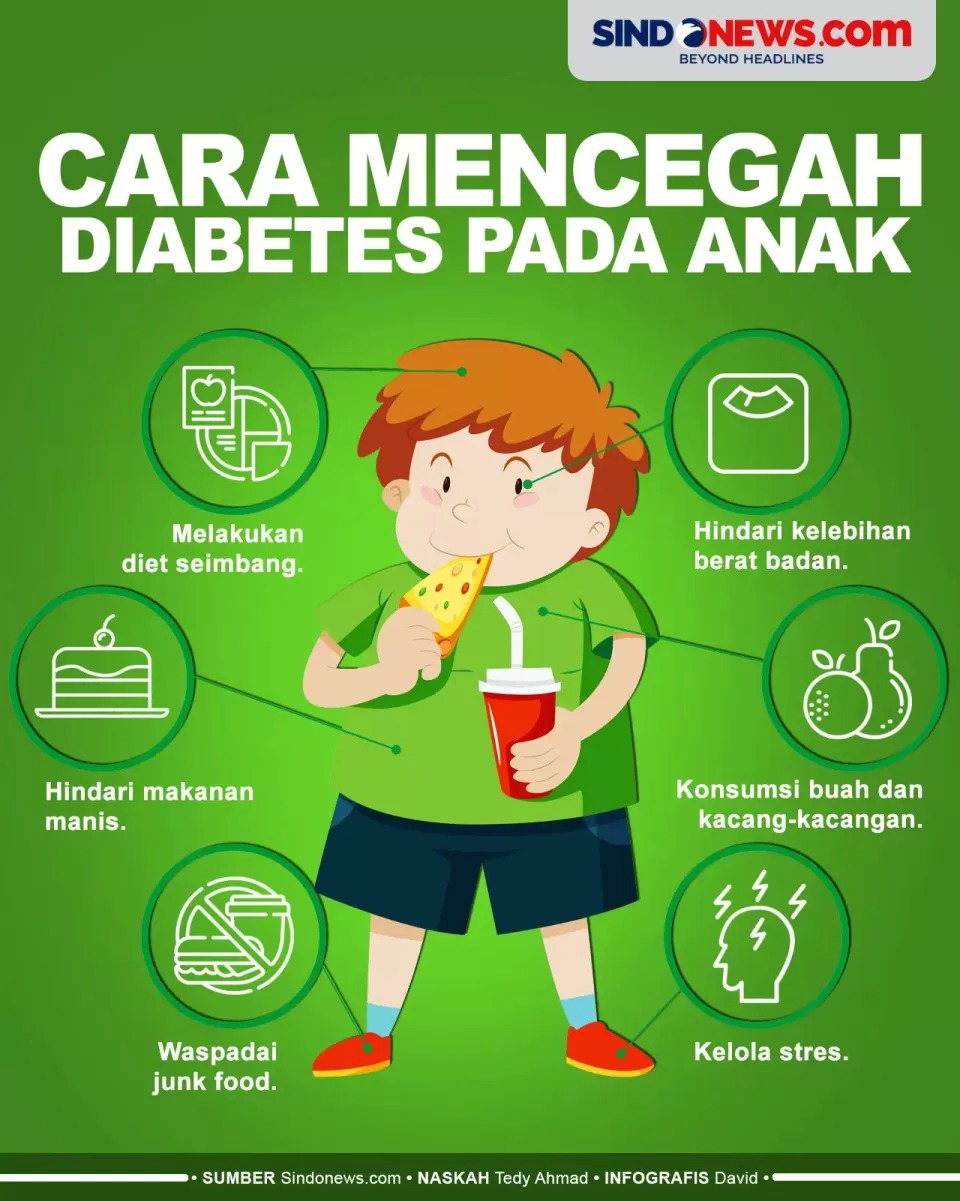 SINDONEWS.com
BEYOND HEADLINES
CARA MENCEGAH
DIABETES PADA ANAK
Melakukan
diet seimbang.
Hindari kelebihan
berat badan.
Hindari makanan
manis.
Konsumsi buah dan
kacang-kacangan.
Waspadai
junk food.
Kelola stres.
• SUMBER Sindonews.com • NASKAH Tedy Ahmad • INFOGRAFIS David •